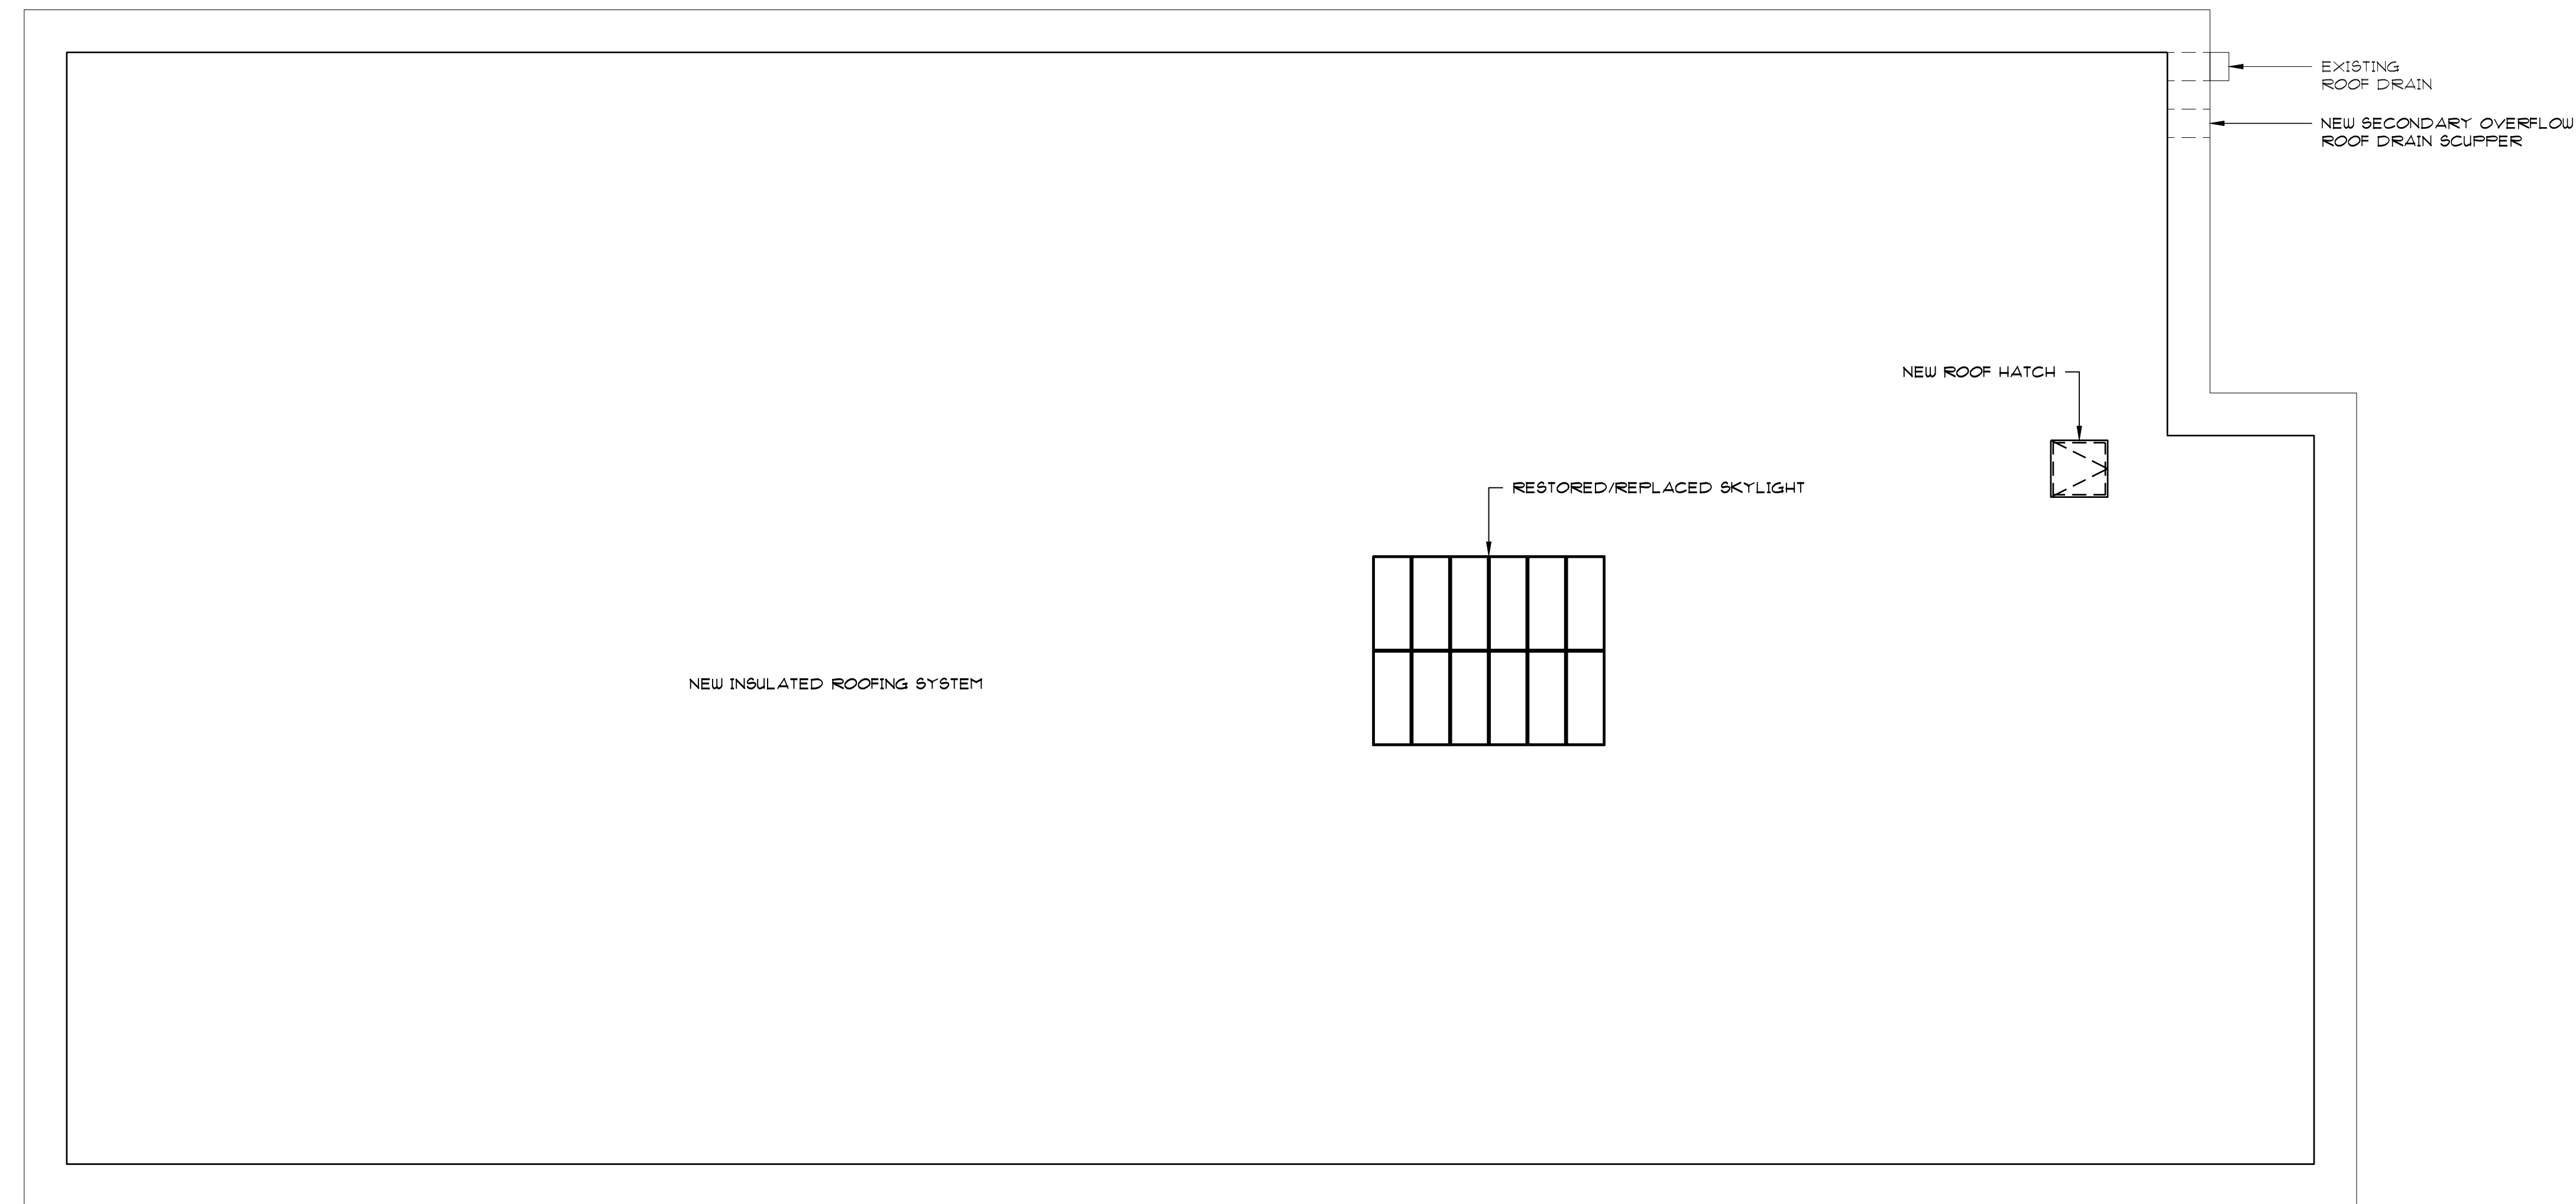 EXISTING
ROOF DRAIN
NEW SECONDARY OVERFLOW
ROOF DRAIN SCUPPER
NEW ROOF HATCH
RESTORED/REPLACED SKYLIGHT
NEW INSULATED ROOFING SYSTEM